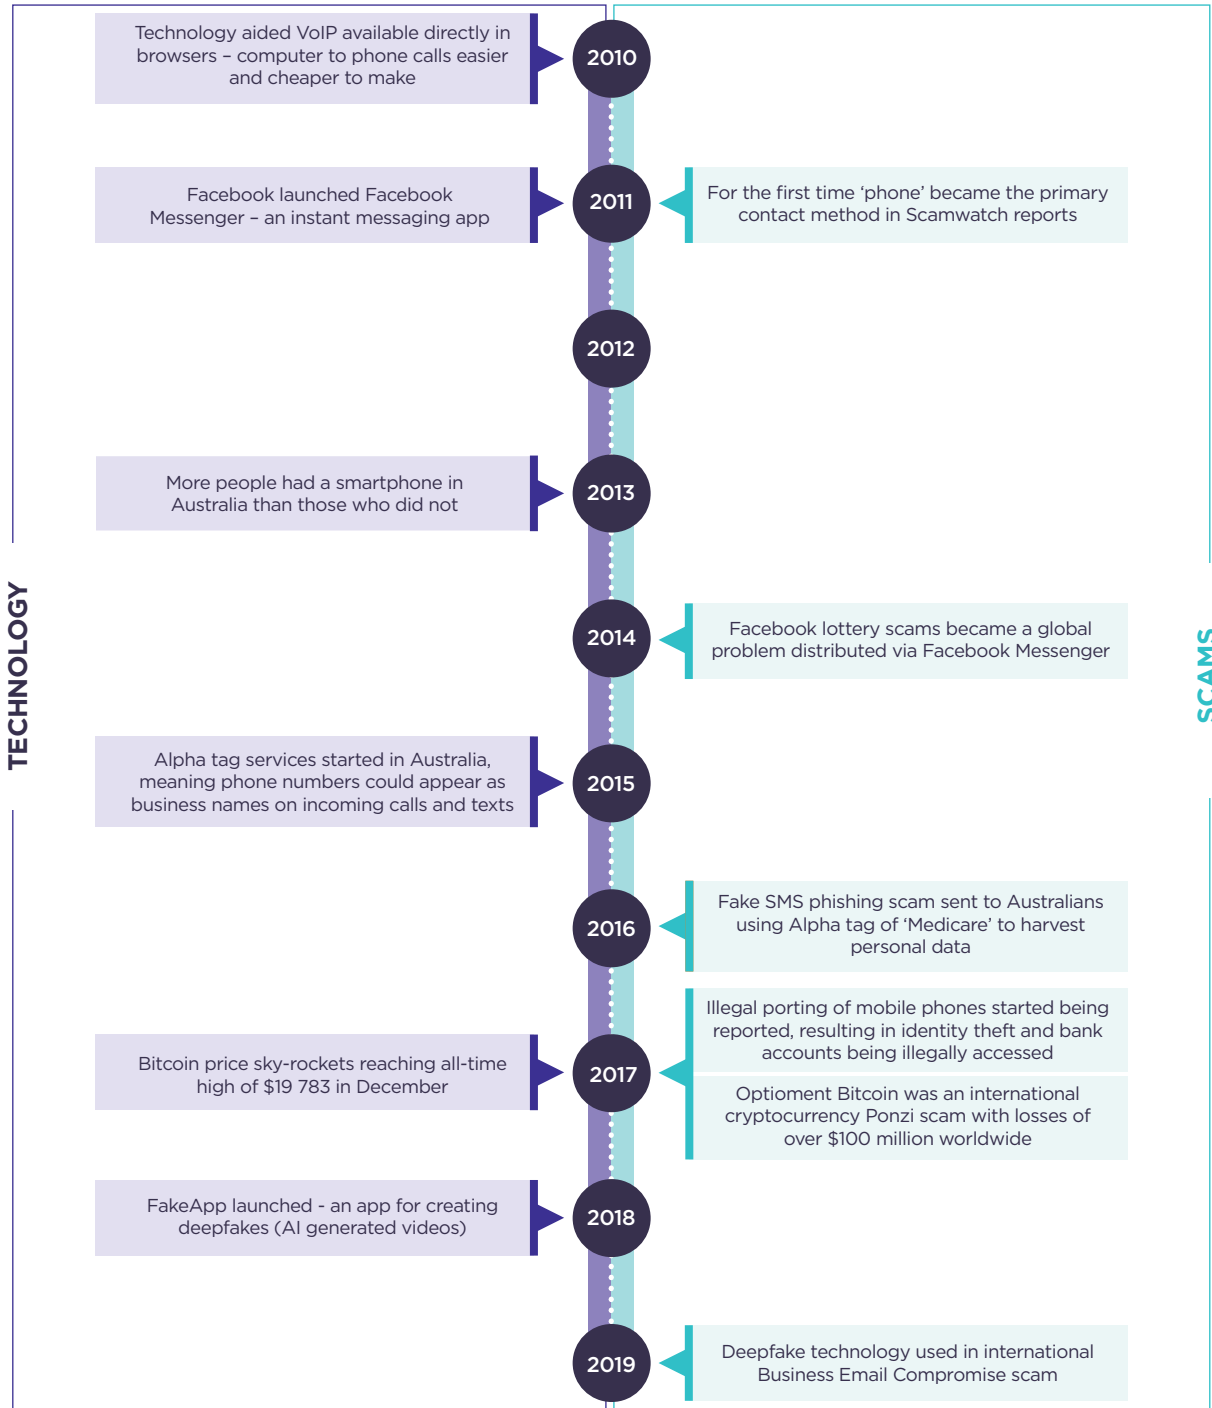 Technology aided VoIP available directly in
browsers – computer to phone calls easier
and cheaper to make
2010
Facebook launched Facebook
Messenger – an instant messaging app
2011
For the first time ‘phone’ became the primary
contact method in Scamwatch reports
2012
More people had a smartphone in
Australia than those who did not
2013
TECHNOLOGY
2014
Facebook lottery scams became a global
problem distributed via Facebook Messenger
SCAMS
Alpha tag services started in Australia,
meaning phone numbers could appear as
business names on incoming calls and texts
2015
2016
Fake SMS phishing scam sent to Australians
using Alpha tag of ‘Medicare’ to harvest
personal data
Bitcoin price sky-rockets reaching all-time
high of $19 783 in December
2017
Illegal porting of mobile phones started being
reported, resulting in identity theft and bank
accounts being illegally accessed
Optioment Bitcoin was an international
cryptocurrency Ponzi scam with losses of
over $100 million worldwide
FakeApp launched - an app for creating
deepfakes (AI generated videos)
2018
2019
Deepfake technology used in international
Business Email Compromise scam